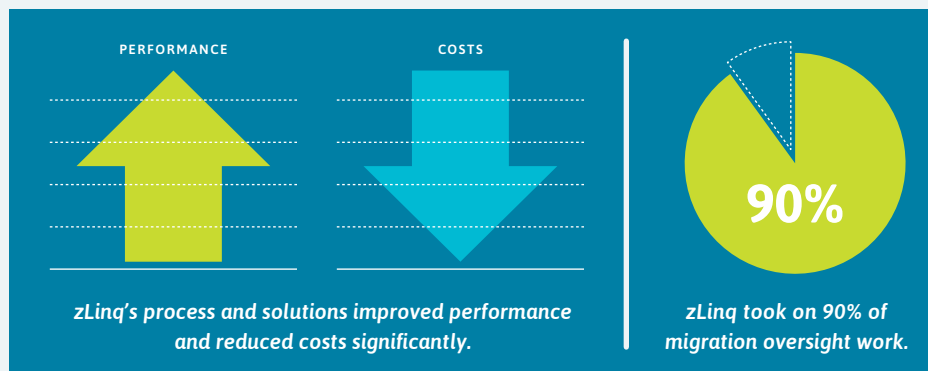 PERFORMANCE
COSTS
zLinq's process and solutions improved performance
and reduced costs significantly.
90%
zLinq took on 90% of
migration oversight work.